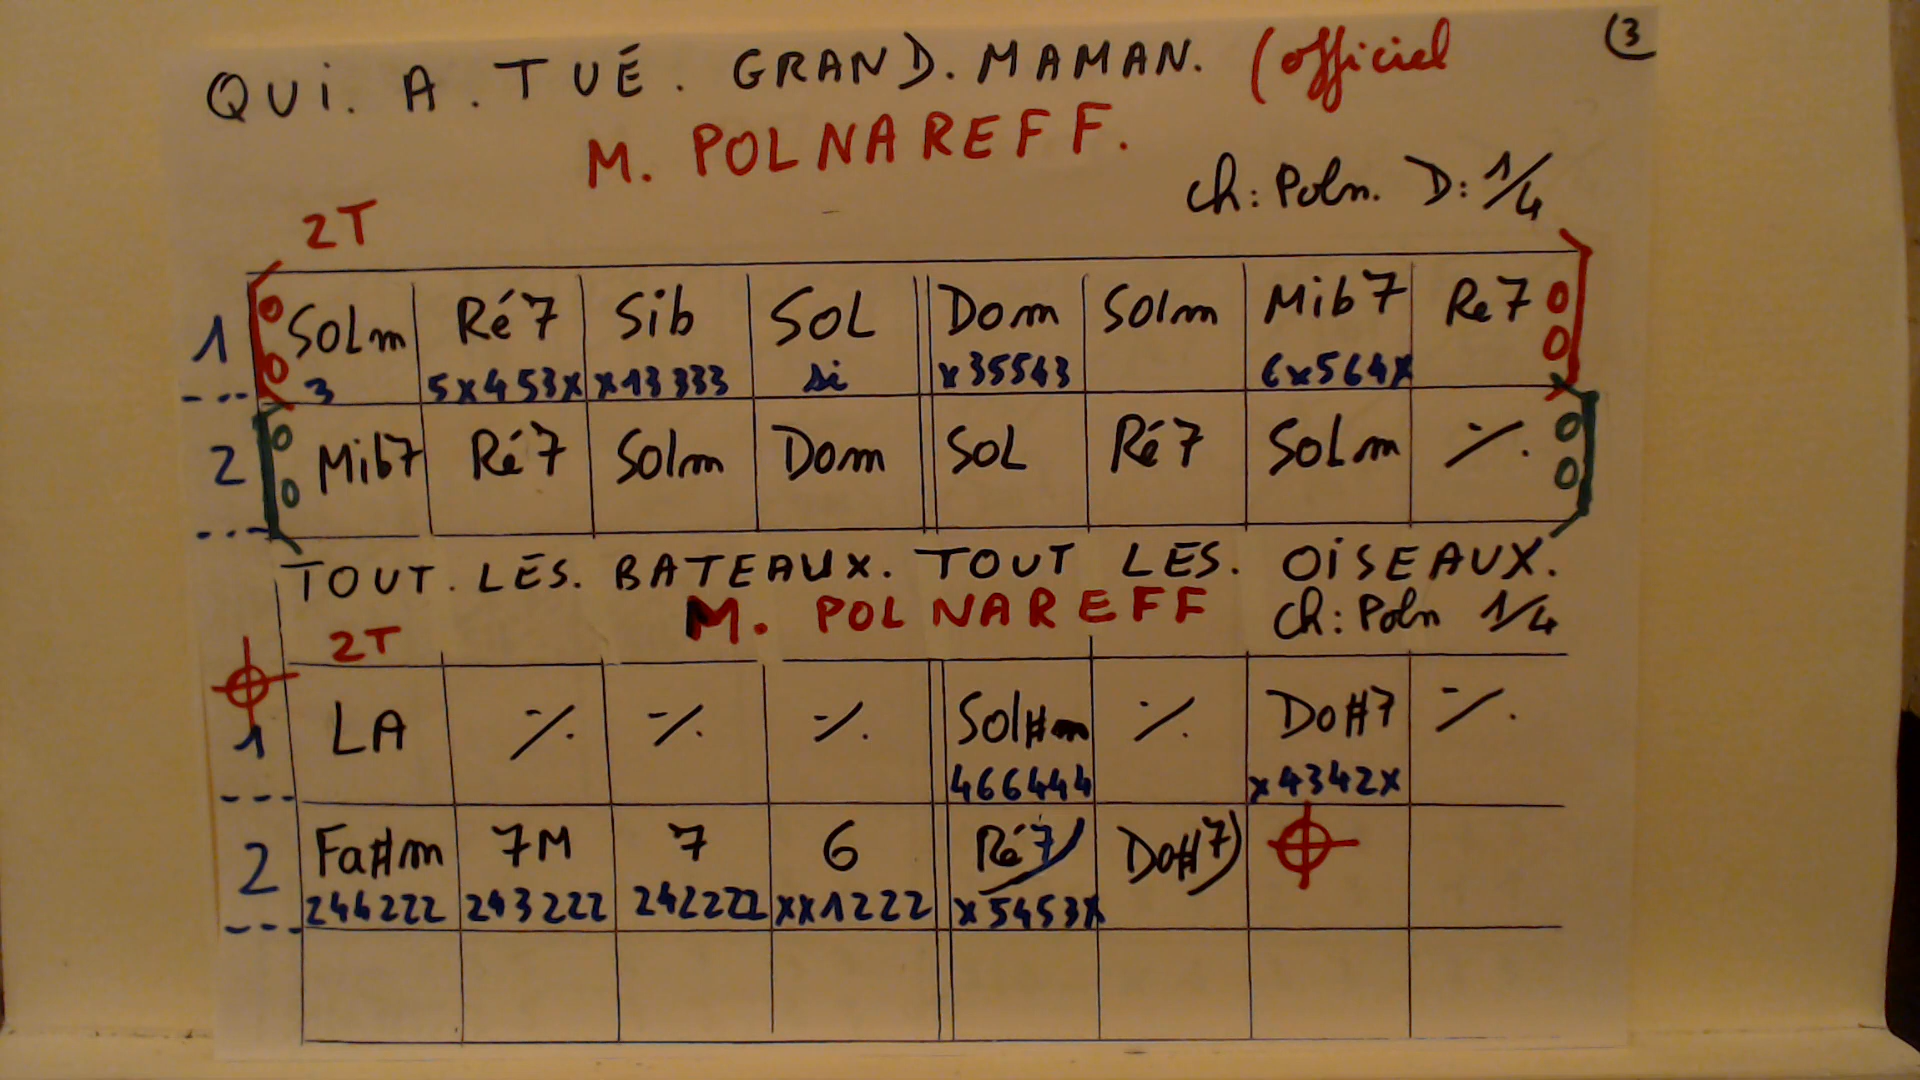 (3
QUi. A. TUÉ. GRAND. MAMAN. (officiel
M. POLNAREFF.
Ch: Poln. D: 1/4
2T
1 SOLm Ré7 Sib SOL Dom SOlm Mib7 Re7
3 5x453x x13333 si x35543 6x564x
2 Mib7 Ré7 SOlm Dom SOL Ré7 SOLm ٪
TOUT. LES. BATEAUX. TOUT LES. OiSEAUX.
M. POLNAREFF Ch: Poln 1/4
2T
1 LA ٪ ٪ ٪ Sol#m ٪ Do#7 ٪
466444 x4342x
2 Fa#m 7M 7 6 Ré7) Do#7)
244222 243222 242222 xx1222 x5453x